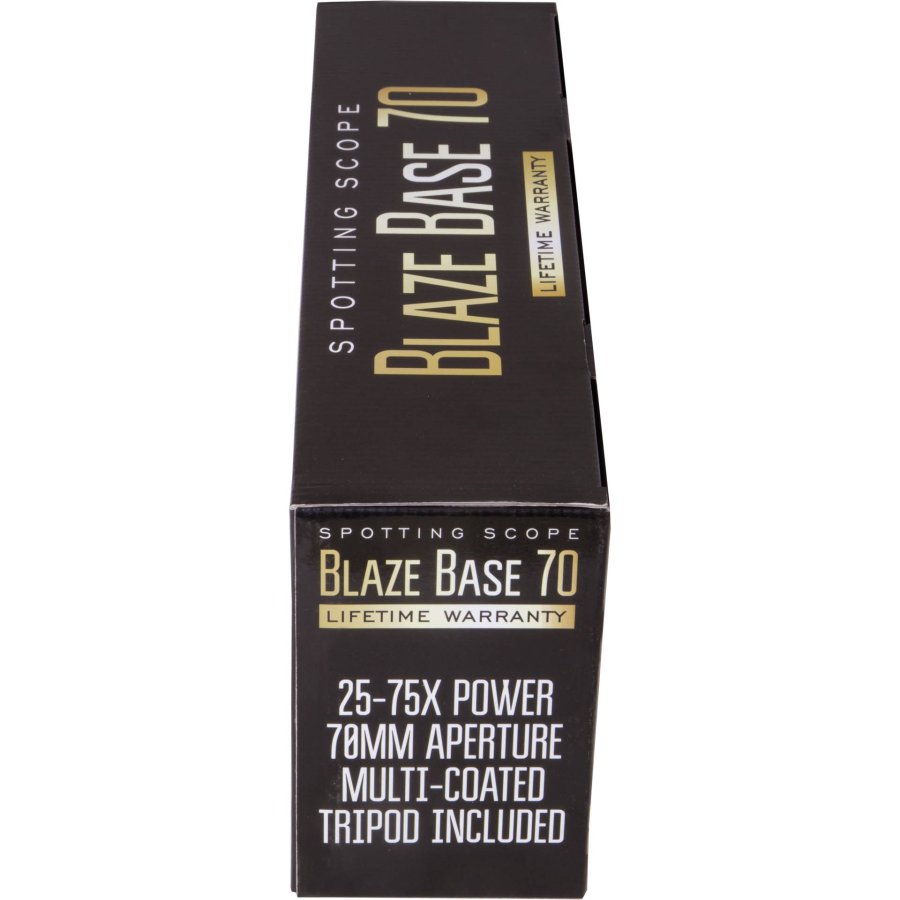 SPOTTING SCOPE
BLAZE BASE 70
LIFETIME WARRANTY
SPOTTING SCOPE
BLAZE BASE 70
LIFETIME WARRANTY
25-75X POWER
70MM APERTURE
MULTI-COATED
TRIPOD INCLUDED